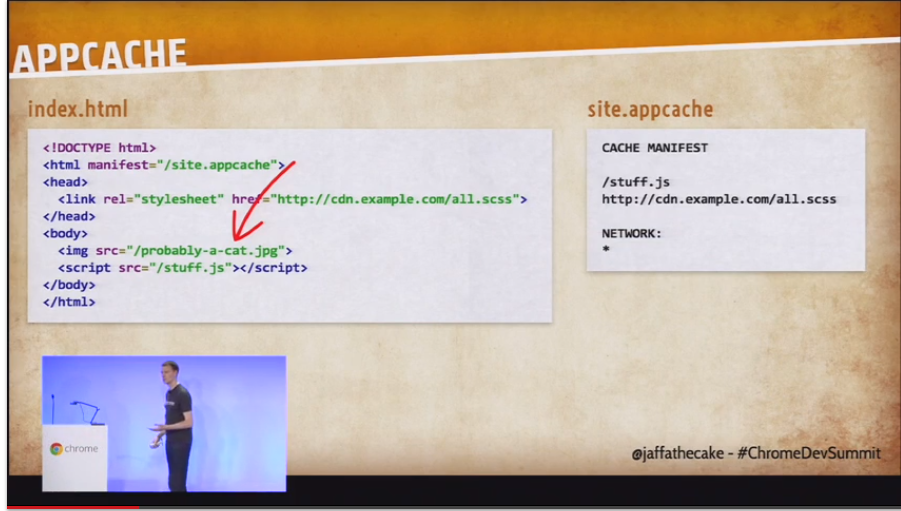 APPCACHE
index.html
<!DOCTYPE html>
<html manifest="/site.appcache">
<head>
<link rel="stylesheet" href="http://cdn.example.com/all.scss">
</head>
<body>
<img src="/probably-a-cat.jpg">
<script src="/stuff.js"></script>
</body>
</html>
site.appcache
CACHE MANIFEST
/stuff.js
http://cdn.example.com/all.scss
NETWORK:
*
chrome
@jaffathecake - #ChromeDevSummit